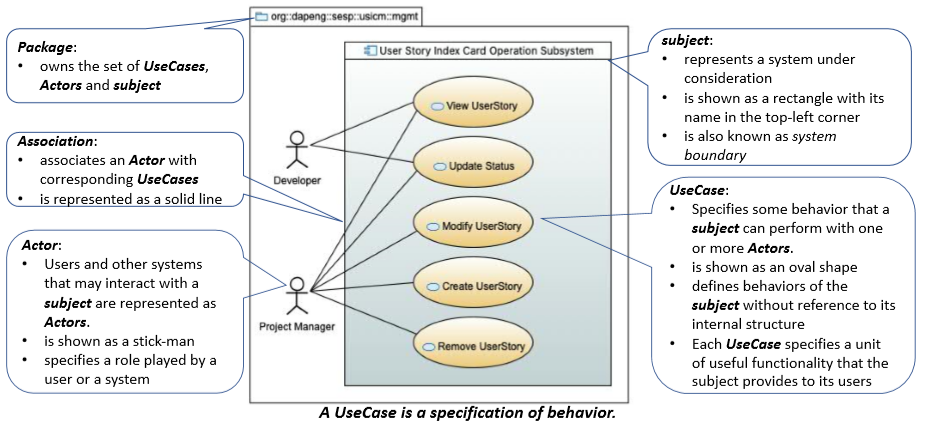 org::dapeng::sesp::usicm::mgmt
Package:
• owns the set of UseCases,
Actors and subject
Association:
• associates an Actor with
corresponding UseCases
• is represented as a solid line
Actor:
• Users and other systems
that may interact with a
subject are represented as
Actors.
• is shown as a stick-man
• specifies a role played by a
user or a system
User Story Index Card Operation Subsystem
View UserStory
Update Status
Modify UserStory
Create UserStory
Remove UserStory
Developer
Project Manager
subject:
• represents a system under
consideration
• is shown as a rectangle with its
name in the top-left corner
• is also known as system
boundary
UseCase:
• Specifies some behavior that a
subject can perform with one
or more Actors.
• is shown as an oval shape
• defines behaviors of the
subject without reference to its
internal structure
• Each UseCase specifies a unit
of useful functionality that the
subject provides to its users
A UseCase is a specification of behavior.